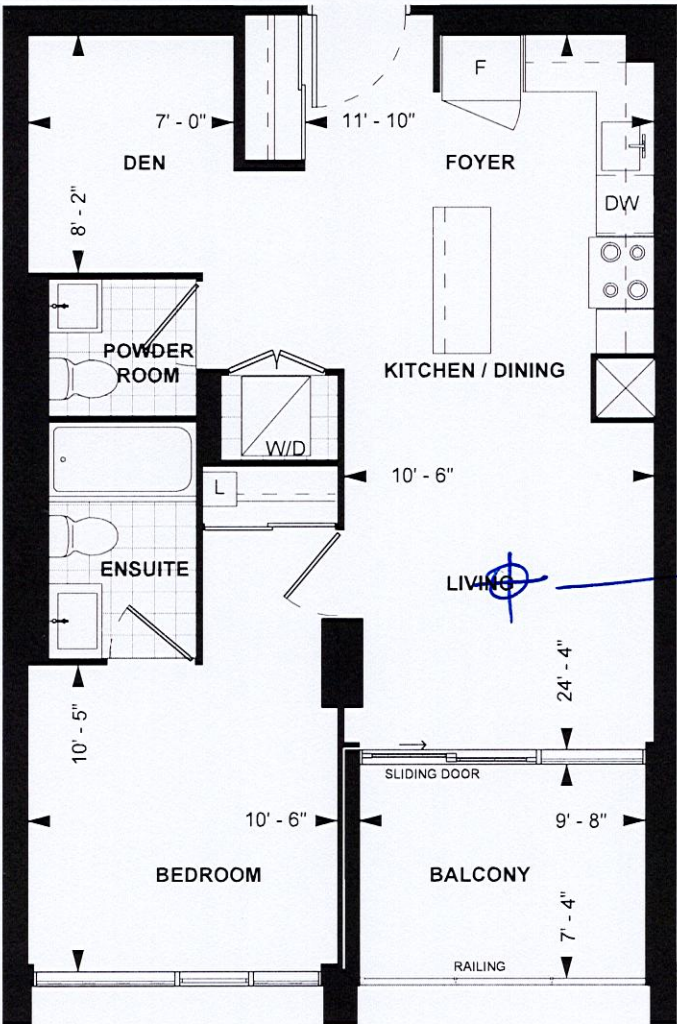 F
7' - 0"
11' - 10"
DEN
FOYER
8' - 2"
DW
POWDER
ROOM
KITCHEN / DINING
W/D
10' - 6"
L
ENSUITE
LIVING
24' - 4"
10' - 5"
SLIDING DOOR
10' - 6"
9' - 8"
BEDROOM
BALCONY
7' - 4"
RAILING